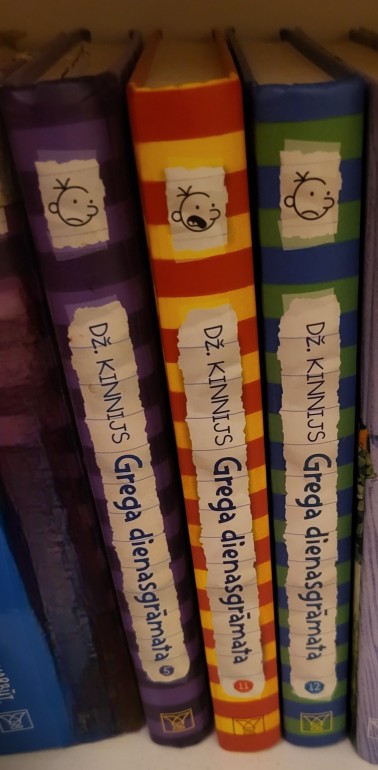 DŽ. KINNIJS Grega dienasgrāmata 5
DŽ. KINNIJS Grega dienasgrāmata 11
DŽ. KINNIJS Grega dienasgrāmata 12